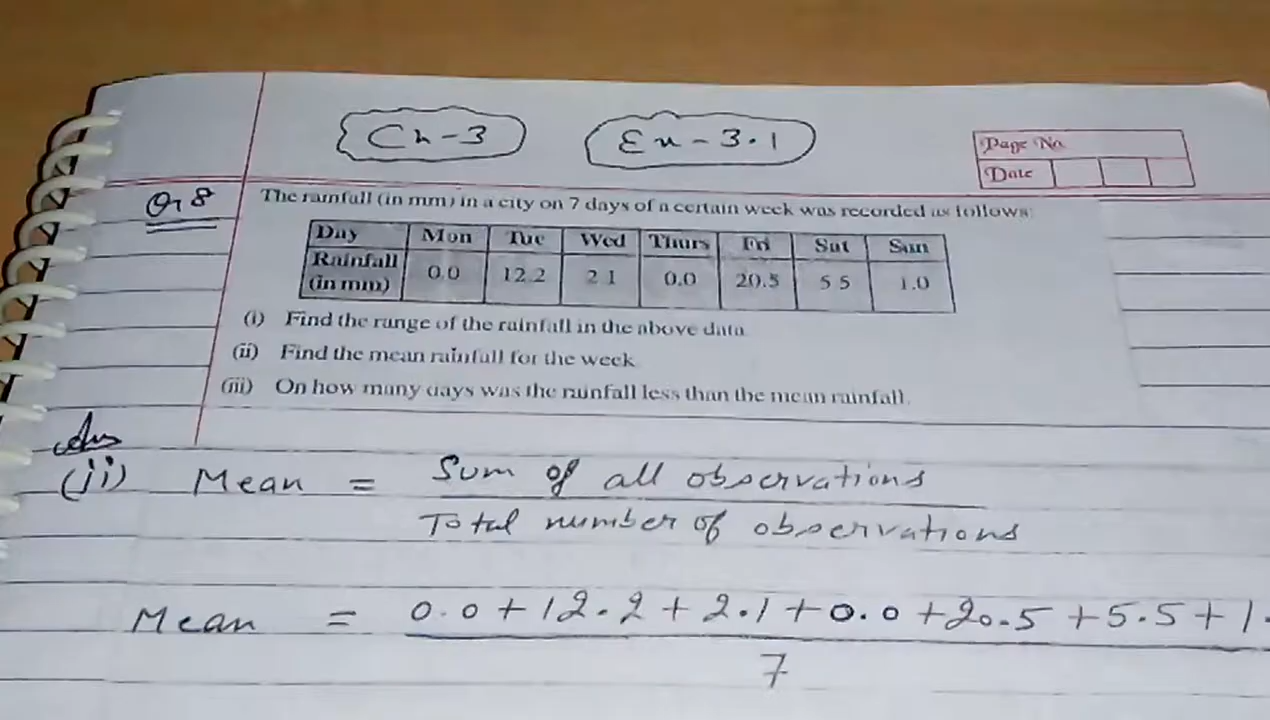 Ch-3 Ex-3.1
Page No.
Date
Q.8 The rainfall (in mm) in a city on 7 days of a certain week was recorded as follows:
Day Mon Tue Wed Thurs Fri Sat Sun
Rainfall (in mm) 0.0 12.2 2.1 0.0 20.5 5.5 1.0
(i) Find the range of the rainfall in the above data.
(ii) Find the mean rainfall for the week.
(iii) On how many days was the rainfall less than the mean rainfall.
Ans
(ii) Mean = Sum of all observations
Total number of observations
Mean = 0.0 + 12.2 + 2.1 + 0.0 + 20.5 + 5.5 + 1.
7